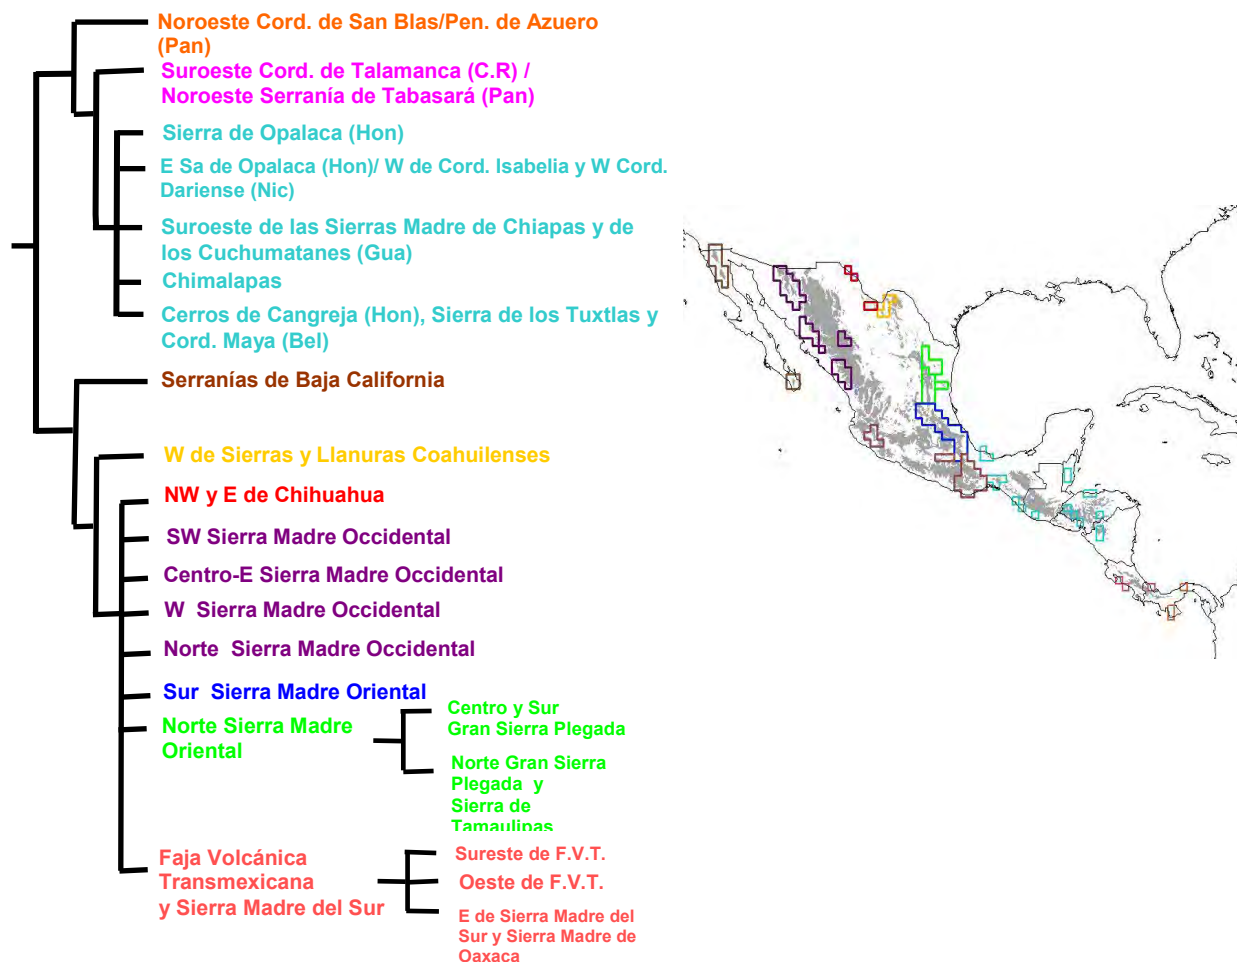 Noroeste Cord. de San Blas/Pen. de Azuero
(Pan)
Suroeste Cord. de Talamanca (C.R) /
Noroeste Serranía de Tabasará (Pan)
Sierra de Opalaca (Hon)
E Sa de Opalaca (Hon)/ W de Cord. Isabelia y W Cord.
Dariense (Nic)
Suroeste de las Sierras Madre de Chiapas y de
los Cuchumatanes (Gua)
Chimalapas
Cerros de Cangreja (Hon), Sierra de los Tuxtlas y
Cord. Maya (Bel)
Serranías de Baja California
W de Sierras y Llanuras Coahuilenses
NW y E de Chihuahua
SW Sierra Madre Occidental
Centro-E Sierra Madre Occidental
W  Sierra Madre Occidental
Norte  Sierra Madre Occidental
Sur  Sierra Madre Oriental
Norte Sierra Madre
Oriental
Centro y Sur
Gran Sierra Plegada
Norte Gran Sierra
Plegada  y
Sierra de
Tamaulipas
Faja Volcánica
Transmexicana
y Sierra Madre del Sur
Sureste de F.V.T.
Oeste de F.V.T.
E de Sierra Madre del
Sur y Sierra Madre de
Oaxaca